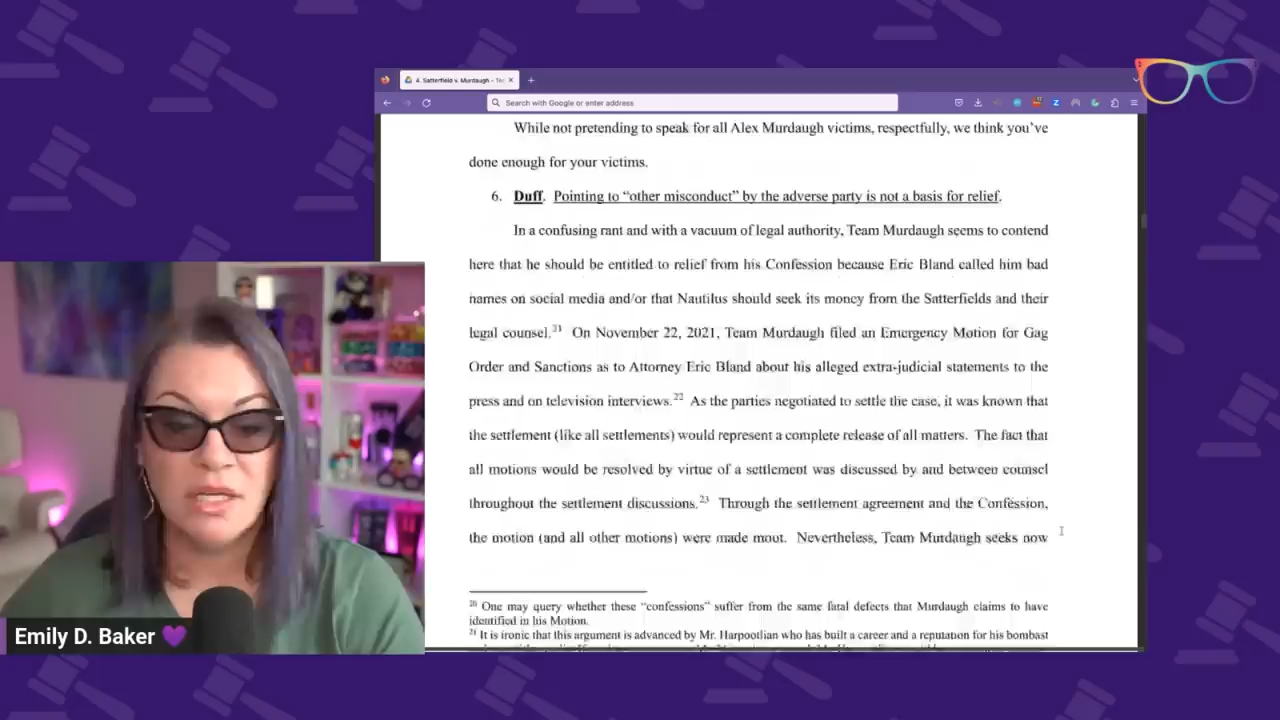 4. Satterfield v. Murdaugh - Tec
Search with Google or enter address
While not pretending to speak for all Alex Murdaugh victims, respectfully, we think you've
done enough for your victims.
6. Duff. Pointing to “other misconduct” by the adverse party is not a basis for relief.
In a confusing rant and with a vacuum of legal authority, Team Murdaugh seems to contend
here that he should be entitled to relief from his Confession because Eric Bland called him bad
names on social media and/or that Nautilus should seek its money from the Satterfields and their
legal counsel.21 On November 22, 2021, Team Murdaugh filed an Emergency Motion for Gag
Order and Sanctions as to Attorney Eric Bland about his alleged extra-judicial statements to the
press and on television interviews.22 As the parties negotiated to settle the case, it was known that
the settlement (like all settlements) would represent a complete release of all matters. The fact that
all motions would be resolved by virtue of a settlement was discussed by and between counsel
throughout the settlement discussions.23 Through the settlement agreement and the Confession,
the motion (and all other motions) were made moot. Nevertheless, Team Murdaugh seeks now
20 One may query whether these “confessions” suffer from the same fatal defects that Murdaugh claims to have
identified in his Motion.
21 It is ironic that this argument is advanced by Mr. Harpootlian who has built a career and a reputation for his bombast
Emily D. Baker